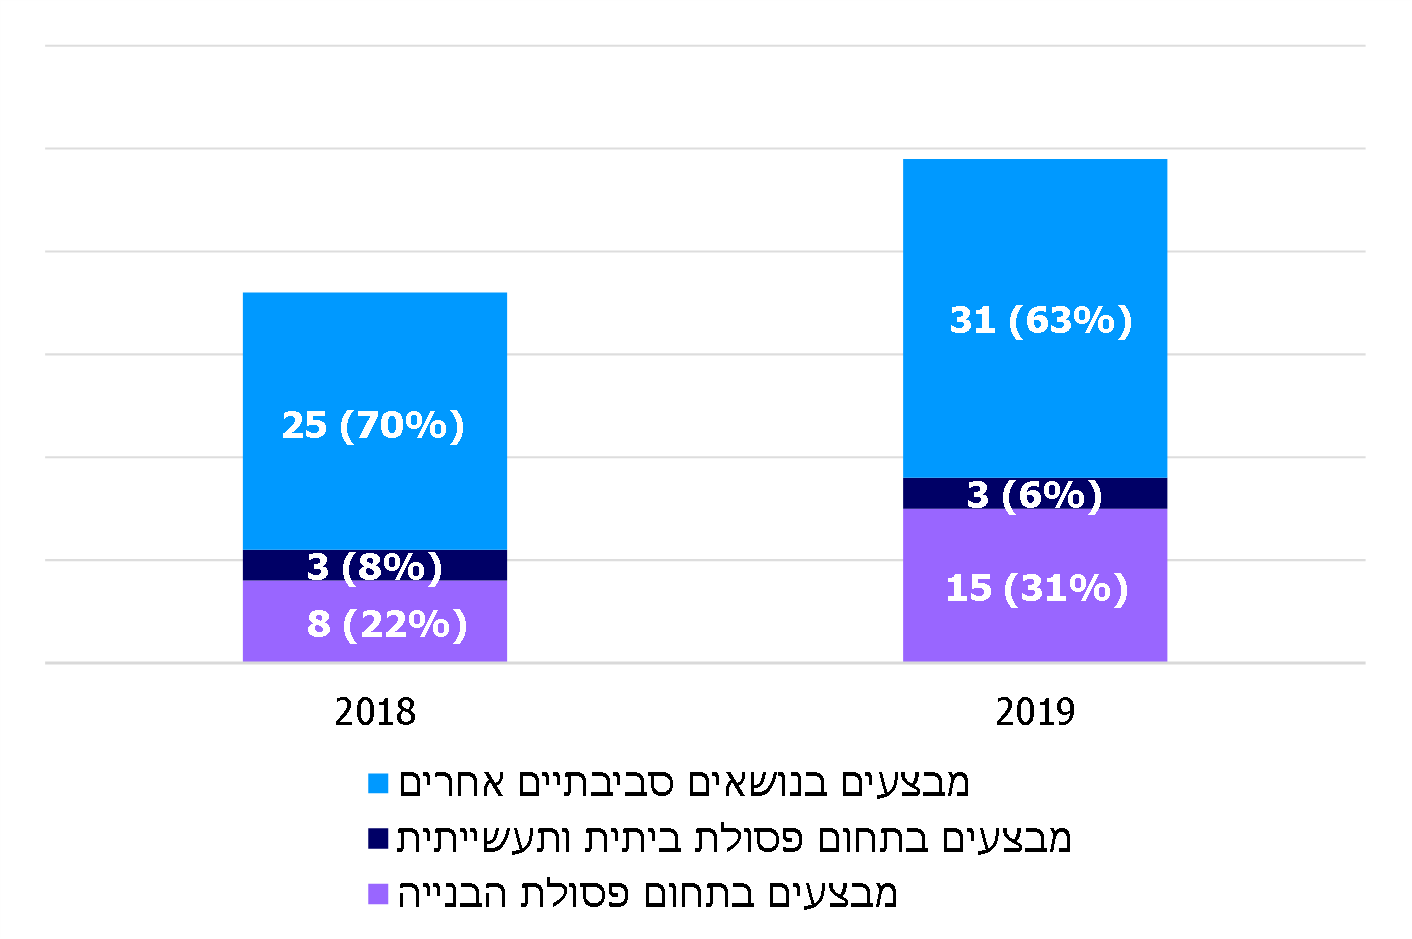 31 (63%)
25 (70%)
3 (6%)
3 (8%)
15 (31%)
8 (22%)
2018
2019
מבצעים בנושאים סביבתיים אחרים
מבצעים בתחום פסולת ביתית ותעשייתית
מבצעים בתחום פסולת הבנייה